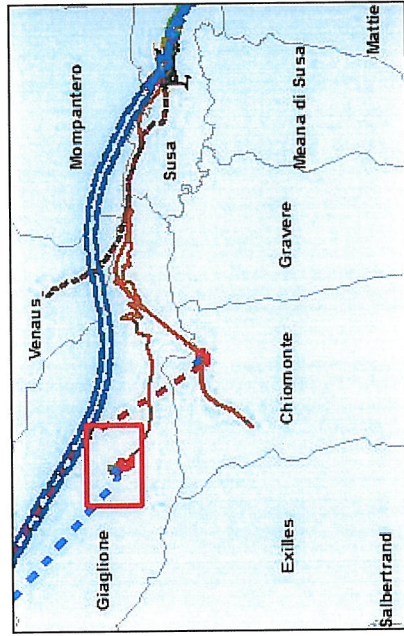 Mompantero
Mattie
Venaus
Susa
Meana di Susa
Gravere
Chiomonte
Giaglione
Exilles
Salbertrand